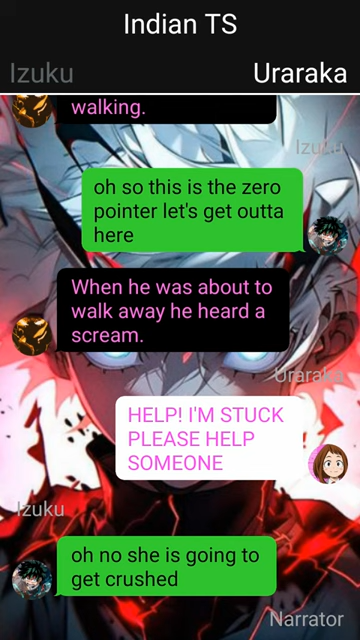 Indian TS
Izuku Uraraka
walking.
Izuku
oh so this is the zero
pointer let's get outta
here
When he was about to
walk away he heard a
scream.
Uraraka
HELP! I'M STUCK
PLEASE HELP
SOMEONE
Izuku
oh no she is going to
get crushed
Narrator